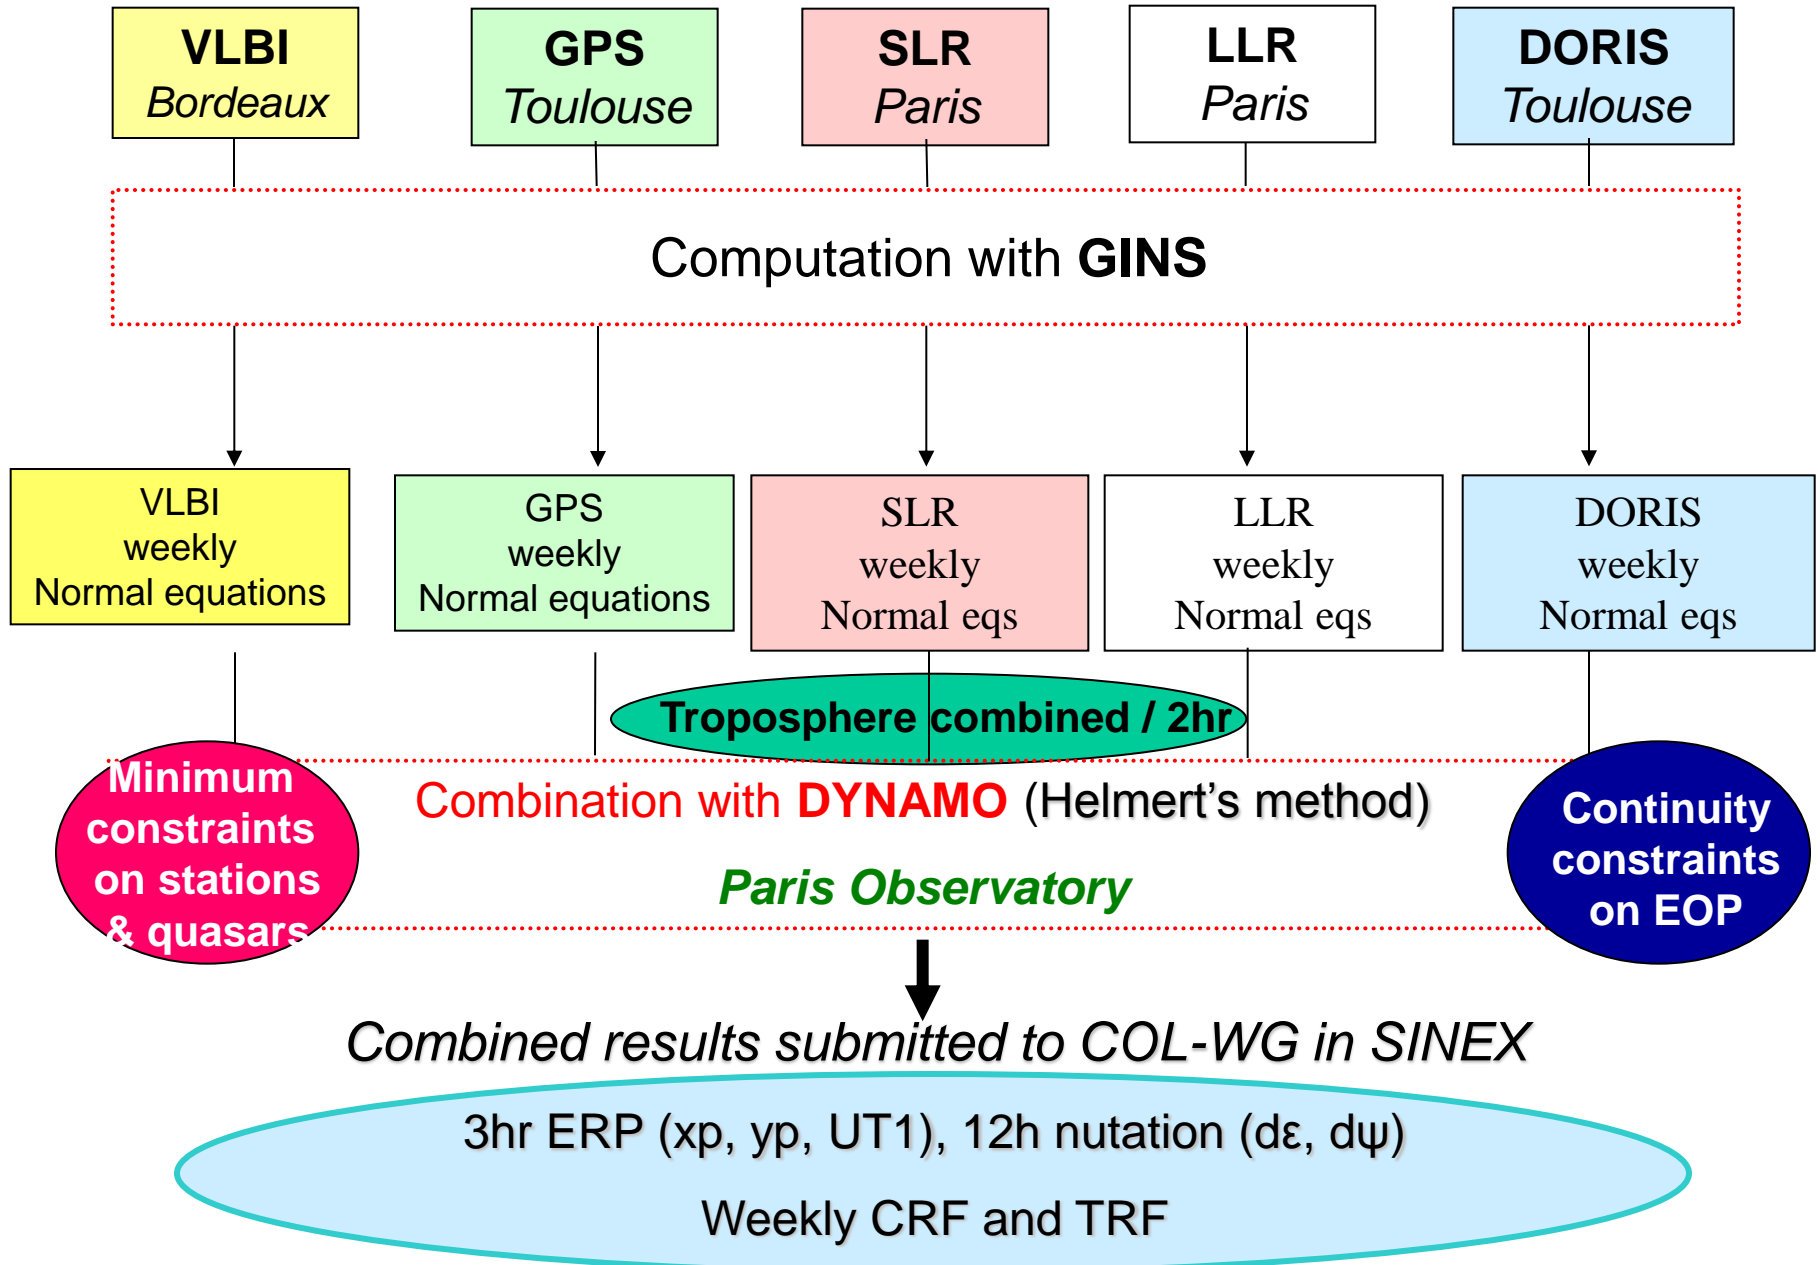 VLBI
Bordeaux
GPS
Toulouse
SLR
Paris
LLR
Paris
DORIS
Toulouse
Computation with GINS
VLBI
weekly
Normal equations
GPS
weekly
Normal equations
SLR
weekly
Normal eqs
LLR
weekly
Normal eqs
DORIS
weekly
Normal eqs
Troposphere combined / 2hr
Minimum
constraints
on stations
& quasars
Combination with DYNAMO (Helmert’s method)
Paris Observatory
Continuity
constraints
on EOP
Combined results submitted to COL-WG in SINEX
3hr ERP (xp, yp, UT1), 12h nutation (dε, dψ)
Weekly CRF and TRF